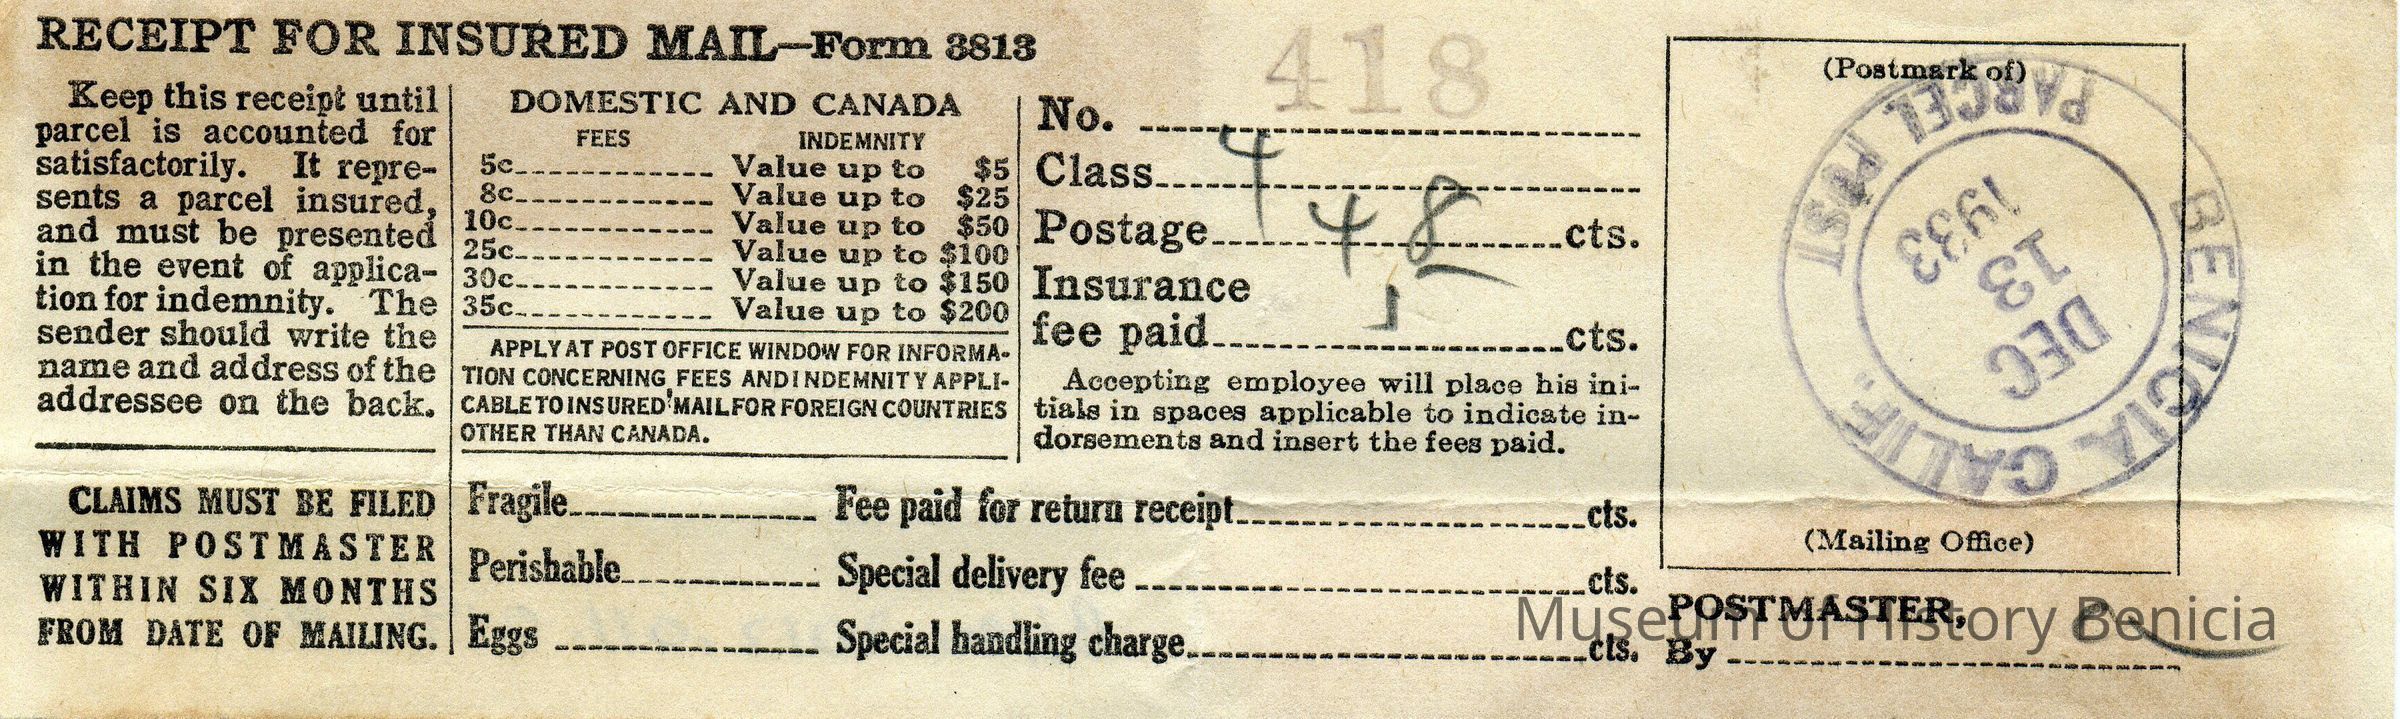 RECEIPT FOR INSURED MAIL—Form 3813
Keep this receipt until
parcel is accounted for
satisfactorily. It repre-
sents a parcel insured,
and must be presented
in the event of applica-
tion for indemnity. The
sender should write the
name and address of the
addressee on the back.
CLAIMS MUST BE FILED
WITH POSTMASTER
WITHIN SIX MONTHS
FROM DATE OF MAILING.
DOMESTIC AND CANADA
FEES INDEMNITY
5c Value up to $5
8c Value up to $25
10c Value up to $50
25c Value up to $100
30c Value up to $150
35c Value up to $200
APPLY AT POST OFFICE WINDOW FOR INFORMA-
TION CONCERNING FEES AND INDEMNITY APPLI-
CABLE TO INSURED MAIL FOR FOREIGN COUNTRIES
OTHER THAN CANADA.
No. 418
Class 4
Postage 48 cts.
Insurance
fee paid cts.
Accepting employee will place his ini-
tials in spaces applicable to indicate in-
dorsements and insert the fees paid.
Fragile Fee paid for return receipt cts.
Perishable Special delivery fee cts.
Eggs Special handling charge cts.
(Postmark of)
BENICIA CALIF.
PARCEL POST
DEC
13
1933
(Mailing Office)
POSTMASTER,
By
Museum of History Benicia